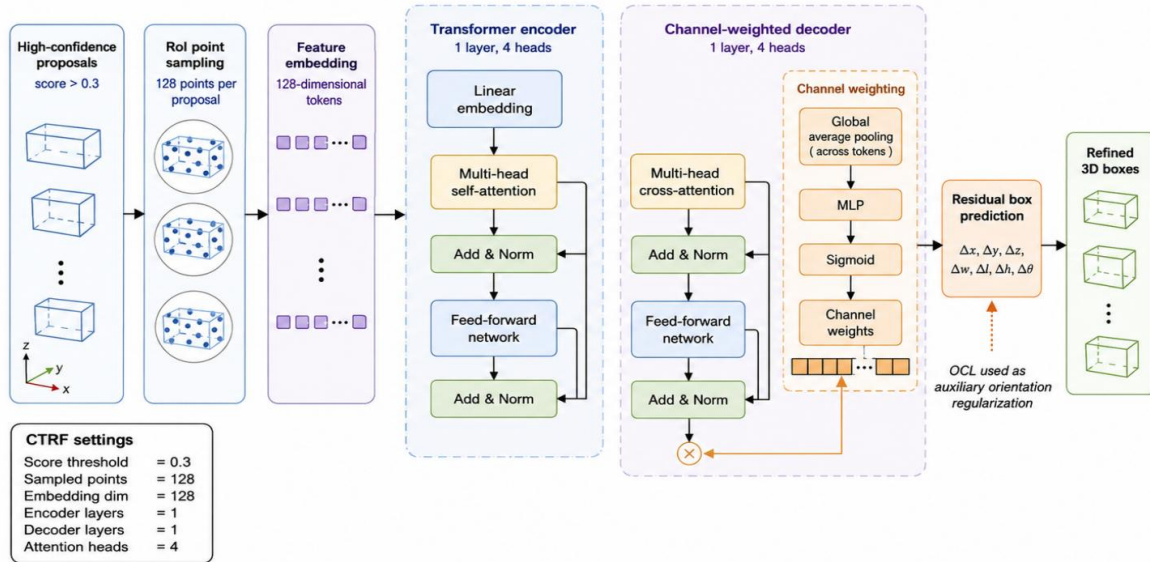 High-confidence
proposals
score > 0.3
z
y
x
RoI point
sampling
128 points per
proposal
Feature
embedding
128-dimensional
tokens
Transformer encoder
1 layer, 4 heads
Linear
embedding
Multi-head
self-attention
Add & Norm
Feed-forward
network
Add & Norm
Channel-weighted decoder
1 layer, 4 heads
Multi-head
cross-attention
Add & Norm
Feed-forward
network
Add & Norm
Channel weighting
Global
average pooling
( across tokens )
MLP
Sigmoid
Channel
weights
Residual box
prediction
Δx, Δy, Δz,
Δw, Δl, Δh, Δθ
OCL used as
auxiliary orientation
regularization
Refined
3D boxes
CTRF settings
Score threshold = 0.3
Sampled points = 128
Embedding dim = 128
Encoder layers = 1
Decoder layers = 1
Attention heads = 4